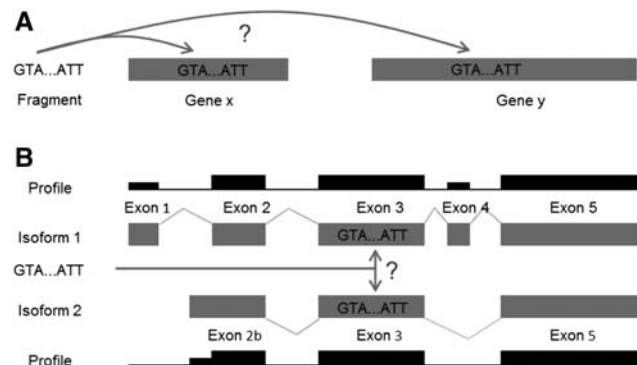 A
?
GTA...ATT GTA...ATT GTA...ATT
Fragment Gene x Gene y
B
Profile
Exon 1 Exon 2 Exon 3 Exon 4 Exon 5
Isoform 1 GTA...ATT
GTA...ATT ?
Isoform 2 GTA...ATT
Exon 2b Exon 3 Exon 5
Profile